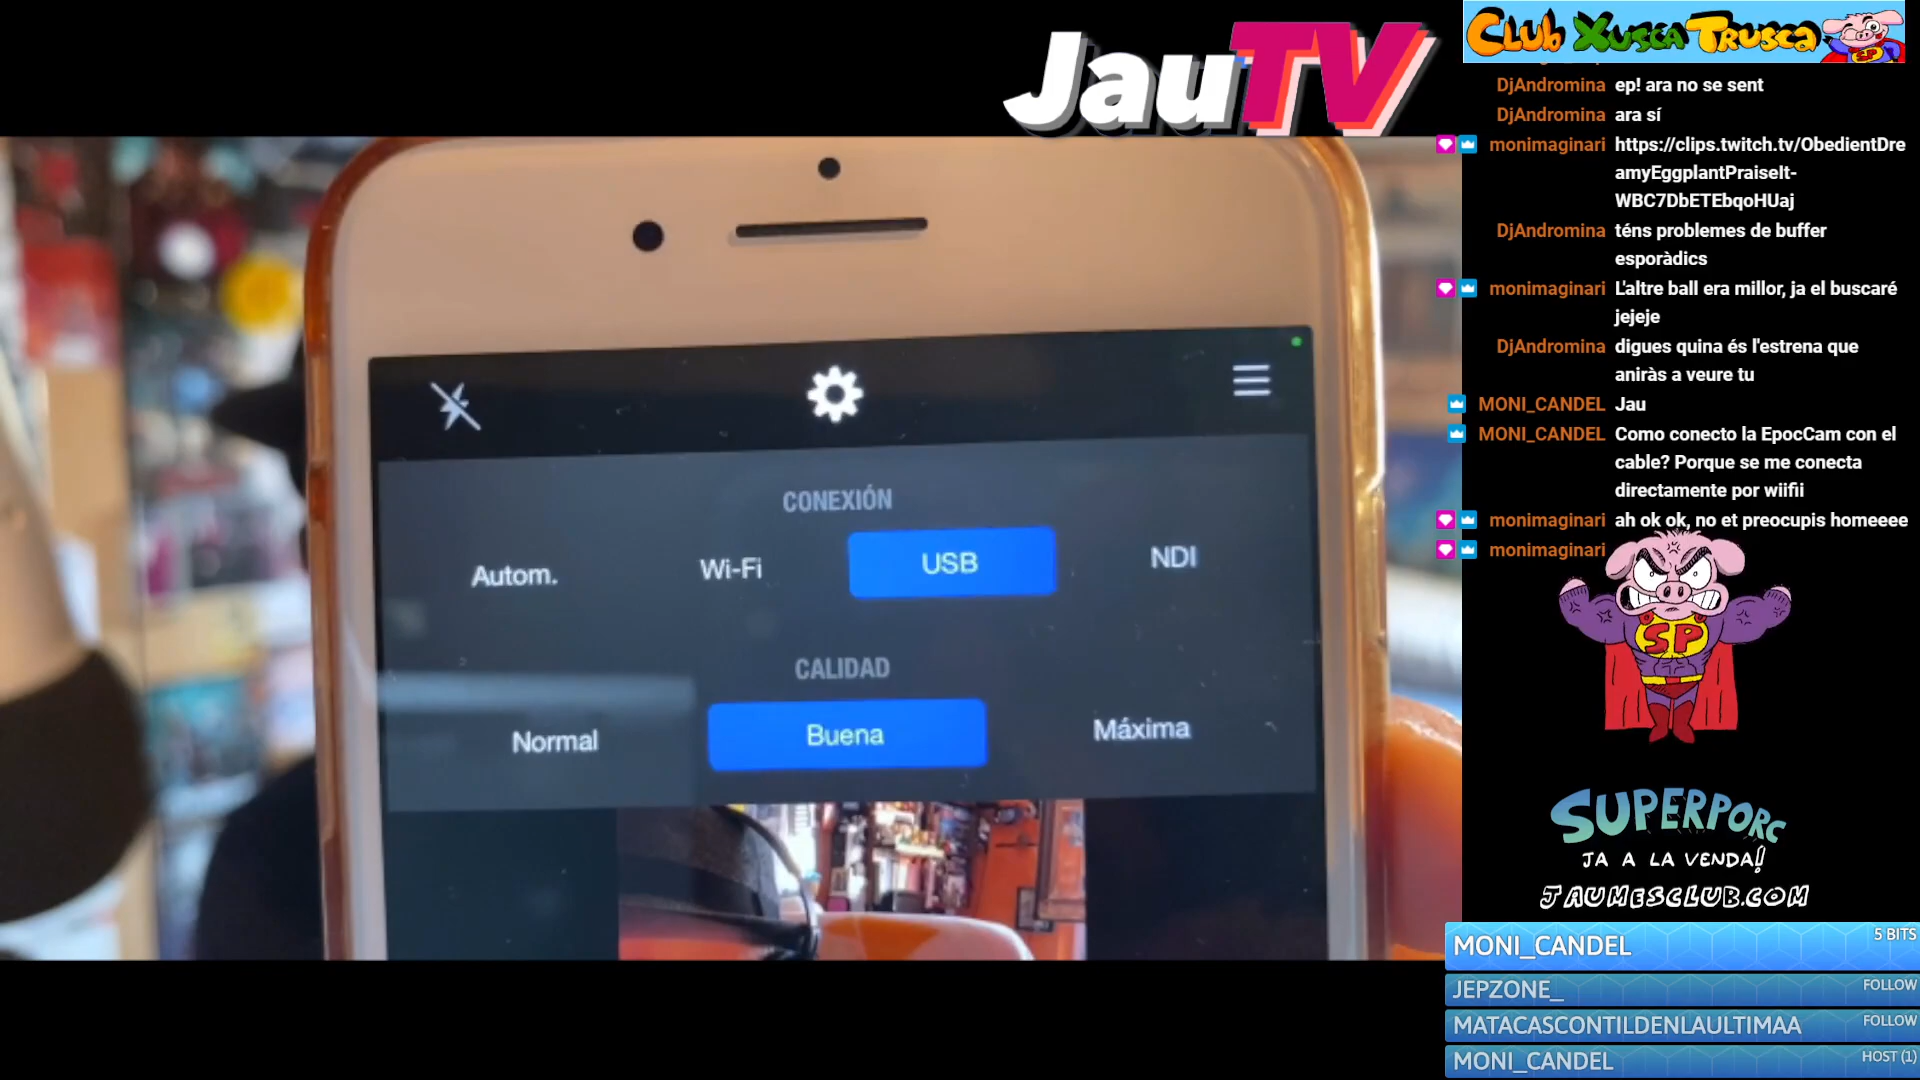 JauTV
CLUB XUSCA TRUSCA
DjAndromina ep! ara no se sent
DjAndromina ara sí
monimaginari https://clips.twitch.tv/ObedientDre
amyEggplantPraiseIt-
WBC7DbETEbqoHUaj
DjAndromina téns problemes de buffer
esporàdics
monimaginari L'altre ball era millor, ja el buscaré
jejeje
DjAndromina digues quina és l'estrena que
aniràs a veure tu
MONI_CANDEL Jau
MONI_CANDEL Como conecto la EpocCam con el
cable? Porque se me conecta
directamente por wiifii
monimaginari ah ok ok, no et preocupis homeeee
monimaginari
CONEXIÓN
Autom. Wi-Fi USB NDI
CALIDAD
Normal Buena Máxima
SP
SUPERPORC
JA A LA VENDA!
JAUMESCLUB.COM
MONI_CANDEL 5 BITS
JEPZONE_ FOLLOW
MATACASCONTILDENLAULTIMAA FOLLOW
MONI_CANDEL HOST (1)